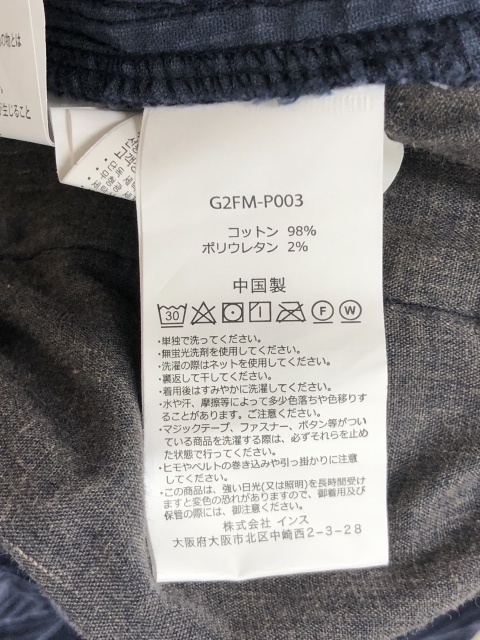 の地とは
が生じること
G2FM-P003
コットン 98%
ポリウレタン 2%
中国製
30 F W
・単独で洗ってください。
・無蛍光洗剤を使用してください。
・洗濯の際はネットを使用してください。
・裏返して干してください。
・着用後はすみやかに洗濯してください。
・水や汗、摩擦等によって多少色落ちや色移りす
ることがあります。ご注意ください。
・マジックテープ、ファスナー、ボタン等がつい
ている商品を洗濯する際は、必ずそれらを止め
た状態で行ってください。
・ヒモやベルトの巻き込みや引っ掛かりに注意
してください。
・この商品は、強い日光(又は照明)を長時間受け
ますと変色の恐れがありますので、御着用及び
保管の際には、御注意ください。
株式会社 インス
大阪府大阪市北区中崎西2-3-28